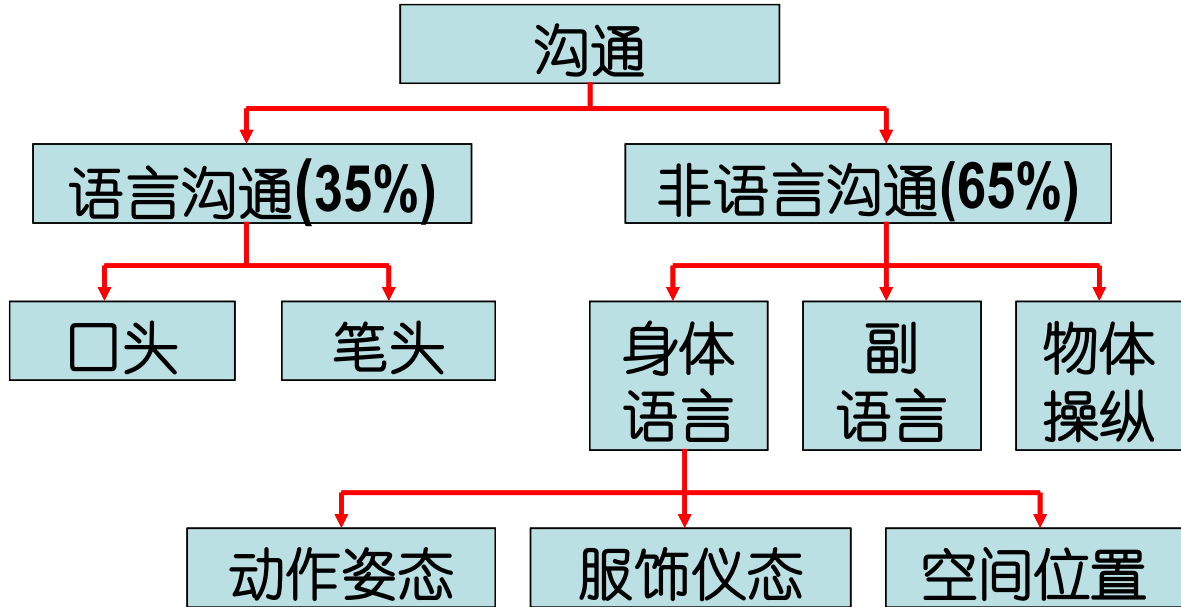 沟通
语言沟通(35%)
非语言沟通(65%)
口头
笔头
身体
语言
副
语言
物体
操纵
动作姿态
服饰仪态
空间位置